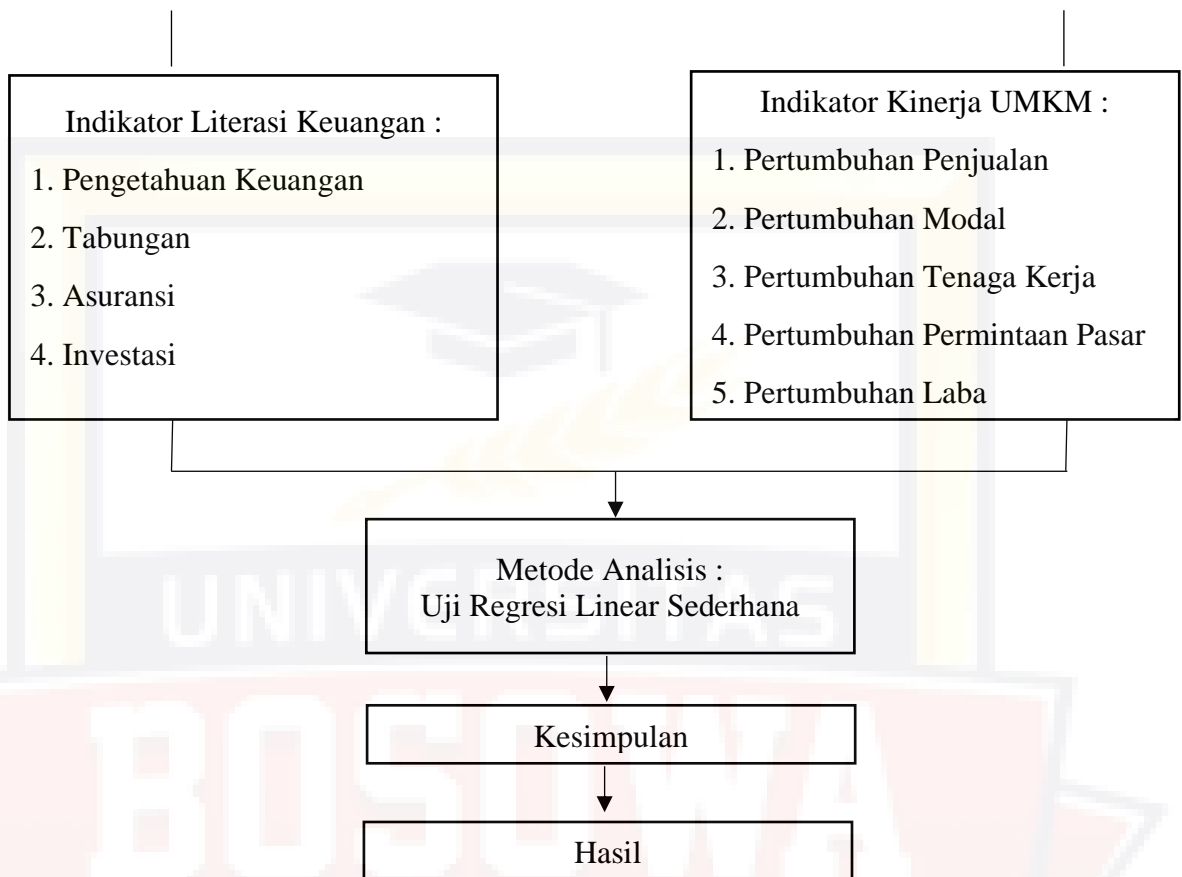 Indikator Literasi Keuangan :
1. Pengetahuan Keuangan
2. Tabungan
3. Asuransi
4. Investasi
Indikator Kinerja UMKM :
1. Pertumbuhan Penjualan
2. Pertumbuhan Modal
3. Pertumbuhan Tenaga Kerja
4. Pertumbuhan Permintaan Pasar
5. Pertumbuhan Laba
Metode Analisis :
Uji Regresi Linear Sederhana
UNIVERSITAS
BOSOWA
Kesimpulan
Hasil